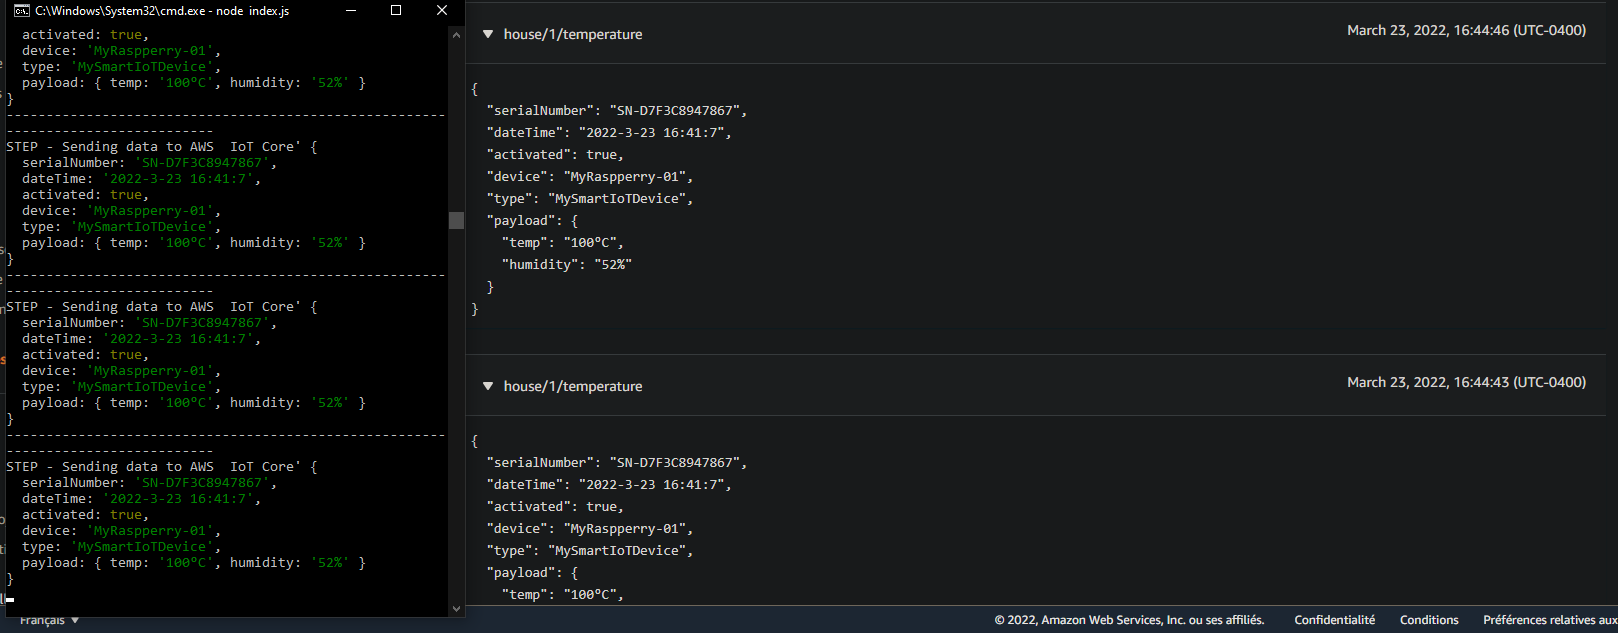 C:\Windows\System32\cmd.exe - node index.js
activated: true,
device: 'MyRaspperry-01',
type: 'MySmartIoTDevice',
payload: { temp: '100ºC', humidity: '52%' }
}
-------------------------------------------------------
--------------------------
STEP - Sending data to AWS  IoT Core' {
serialNumber: 'SN-D7F3C8947867',
dateTime: '2022-3-23 16:41:7',
activated: true,
device: 'MyRaspperry-01',
type: 'MySmartIoTDevice',
payload: { temp: '100ºC', humidity: '52%' }
}
-------------------------------------------------------
--------------------------
STEP - Sending data to AWS  IoT Core' {
serialNumber: 'SN-D7F3C8947867',
dateTime: '2022-3-23 16:41:7',
activated: true,
device: 'MyRaspperry-01',
type: 'MySmartIoTDevice',
payload: { temp: '100ºC', humidity: '52%' }
}
-------------------------------------------------------
--------------------------
STEP - Sending data to AWS  IoT Core' {
serialNumber: 'SN-D7F3C8947867',
dateTime: '2022-3-23 16:41:7',
activated: true,
device: 'MyRaspperry-01',
type: 'MySmartIoTDevice',
payload: { temp: '100ºC', humidity: '52%' }
}
house/1/temperature
March 23, 2022, 16:44:46 (UTC-0400)
{
"serialNumber": "SN-D7F3C8947867",
"dateTime": "2022-3-23 16:41:7",
"activated": true,
"device": "MyRaspperry-01",
"type": "MySmartIoTDevice",
"payload": {
"temp": "100ºC",
"humidity": "52%"
}
}
house/1/temperature
March 23, 2022, 16:44:43 (UTC-0400)
{
"serialNumber": "SN-D7F3C8947867",
"dateTime": "2022-3-23 16:41:7",
"activated": true,
"device": "MyRaspperry-01",
"type": "MySmartIoTDevice",
"payload": {
"temp": "100ºC",
Français
© 2022, Amazon Web Services, Inc. ou ses affiliés.
Confidentialité
Conditions
Préférences relatives aux